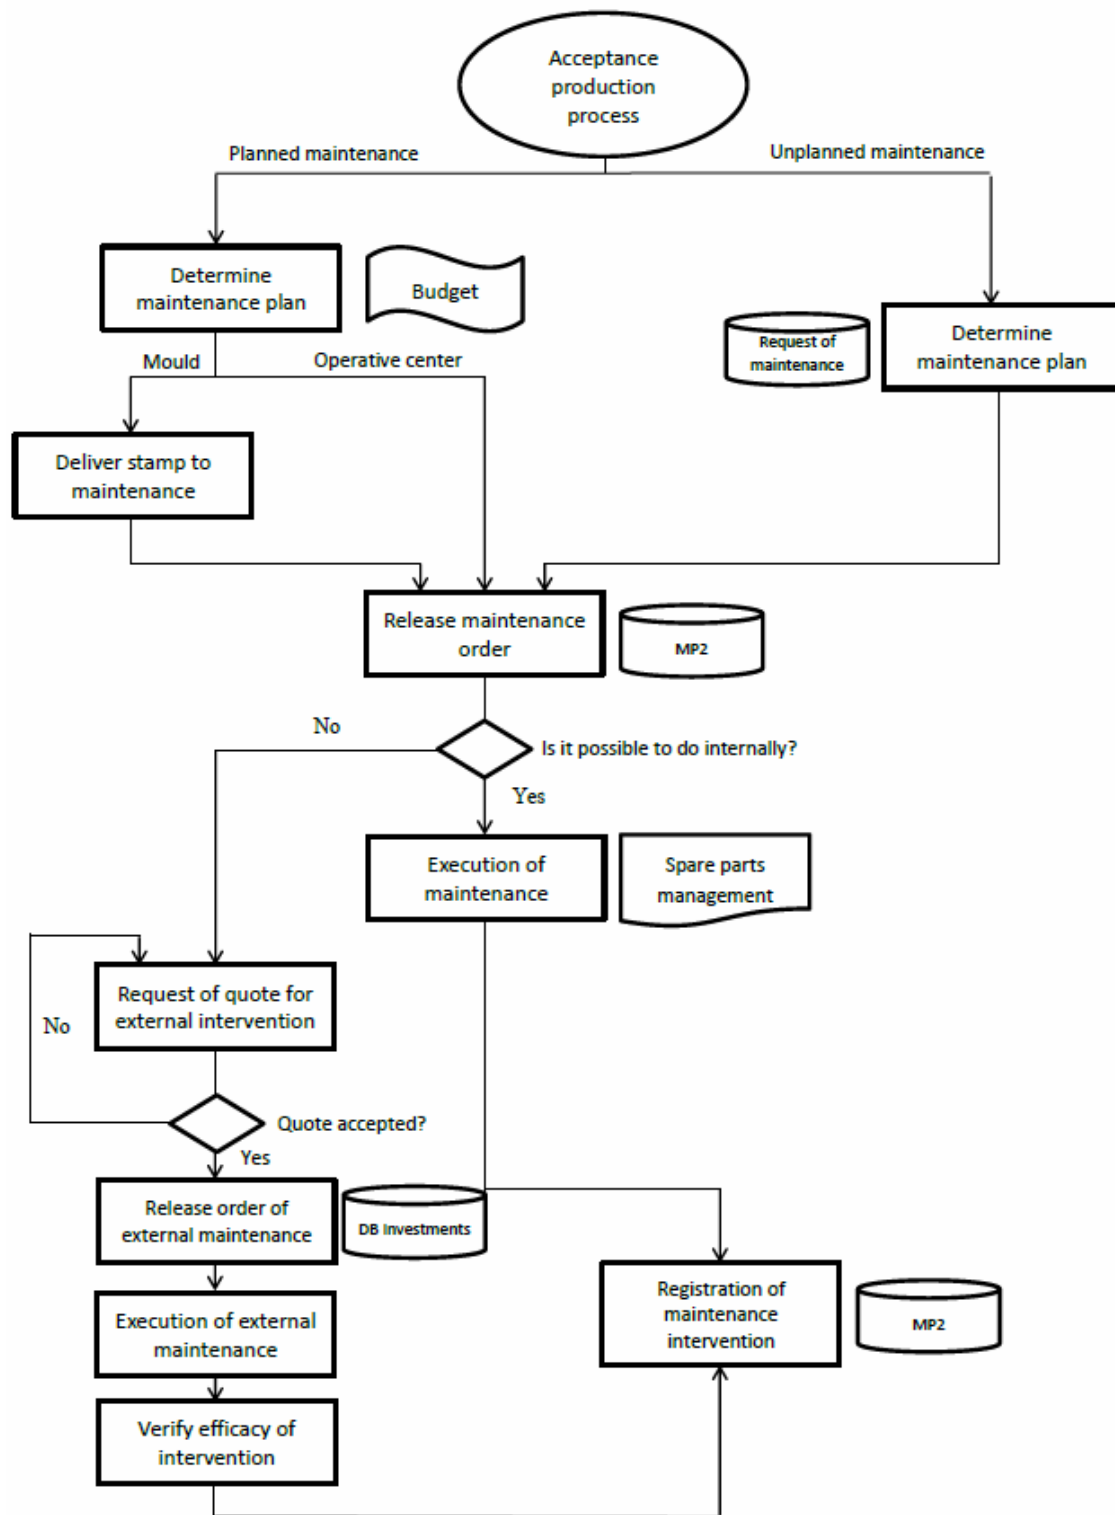 Acceptance
production
process
Planned maintenance
Unplanned maintenance
Determine
maintenance plan
Budget
Request of
maintenance
Determine
maintenance plan
Mould
Operative center
Deliver stamp to
maintenance
Release maintenance
order
MP2
No
Is it possible to do internally?
Yes
Execution of
maintenance
Spare parts
management
Request of quote for
external intervention
No
Quote accepted?
Yes
Release order of
external maintenance
DB Investments
Registration of
maintenance
intervention
MP2
Execution of external
maintenance
Verify efficacy of
intervention